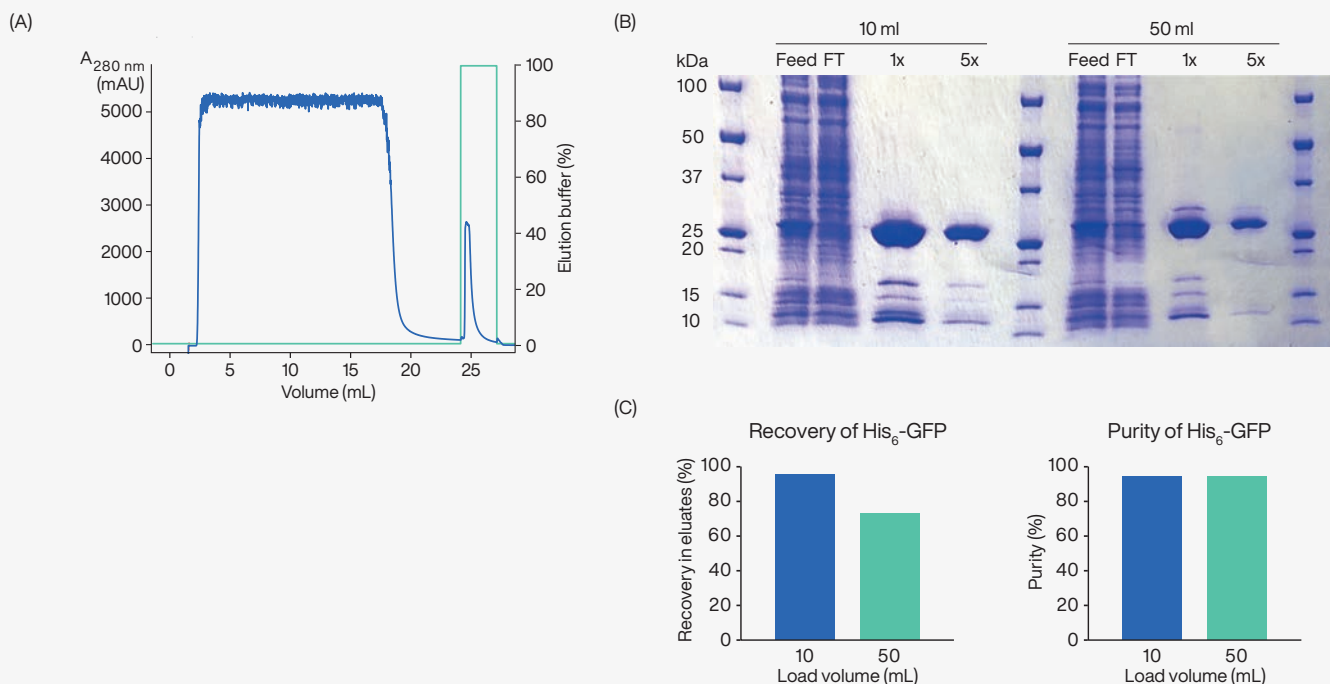 (A)
A280 nm
(mAU)
5000
4000
3000
2000
1000
0
100
80
60
40
20
0
Elution buffer (%)
0 5 10 15 20 25
Volume (mL)
(B)
10 ml 50 ml
kDa Feed FT 1x 5x Feed FT 1x 5x
100
50
37
25
20
15
10
(C)
Recovery of His6-GFP
Recovery in eluates (%)
100
80
60
40
20
0
10 50
Load volume (mL)
Purity of His6-GFP
Purity (%)
100
80
60
40
20
0
10 50
Load volume (mL)